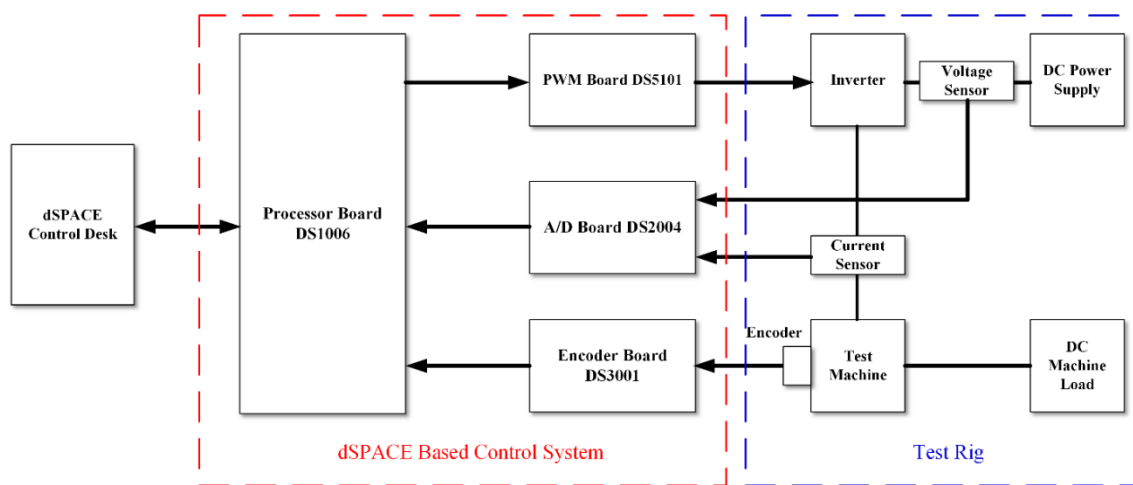 PWM Board DS5101
Inverter
Voltage
Sensor
DC Power
Supply
dSPACE
Control Desk
Processor Board
DS1006
A/D Board DS2004
Current
Sensor
Encoder
Encoder Board
DS3001
Test
Machine
DC
Machine
Load
dSPACE Based Control System
Test Rig